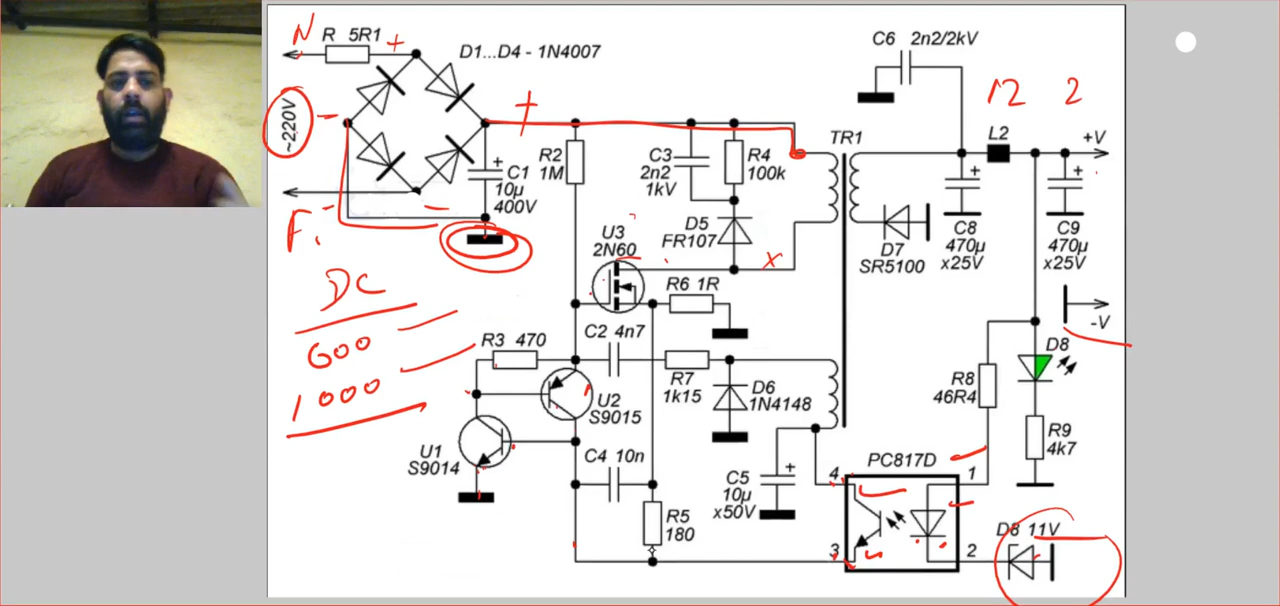 N
R 5R1
+
D1...D4 - 1N4007
C6 2n2/2kV
~220V
-
+
12 2
L2
+V
TR1
R2
1M
C3
2n2
1kV
R4
100k
+
C1
10µ
400V
D5
FR107
x
D7
SR5100
+
C8
470µ
x25V
+
C9
470µ
x25V
-V
F
U3
2N60
R6 1R
DC
600
1000
C2 4n7
R3 470
R7
1k15
D6
1N4148
D8
R8
46R4
R9
4k7
U2
S9015
U1
S9014
C4 10n
R5
180
+
C5
10µ
x50V
PC817D
4
1
3
2
D8 11V